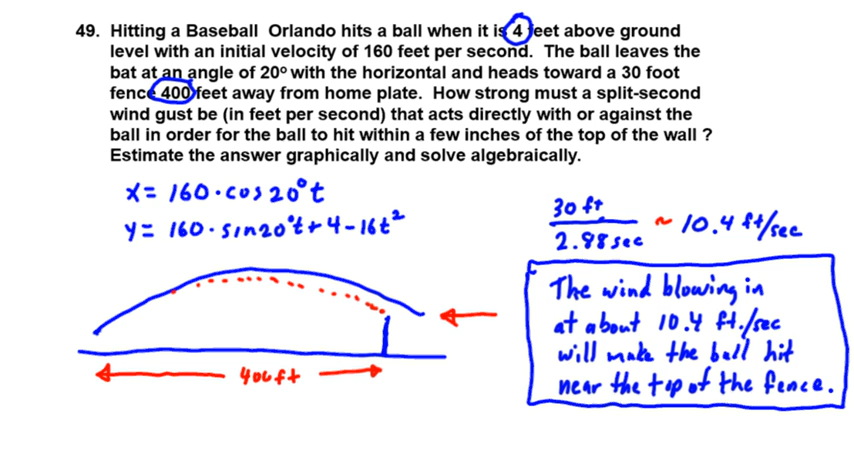 49. Hitting a Baseball Orlando hits a ball when it is 4 feet above ground
level with an initial velocity of 160 feet per second. The ball leaves the
bat at an angle of 20º with the horizontal and heads toward a 30 foot
fence 400 feet away from home plate. How strong must a split-second
wind gust be (in feet per second) that acts directly with or against the
ball in order for the ball to hit within a few inches of the top of the wall ?
Estimate the answer graphically and solve algebraically.
x = 160 · cos 20° t
y = 160 · sin 20° t + 4 - 16t²
30 ft
2.98 sec
~ 10.4 ft/sec
The wind blowing in
at about 10.4 ft./sec
will make the ball hit
near the top of the fence.
400 ft